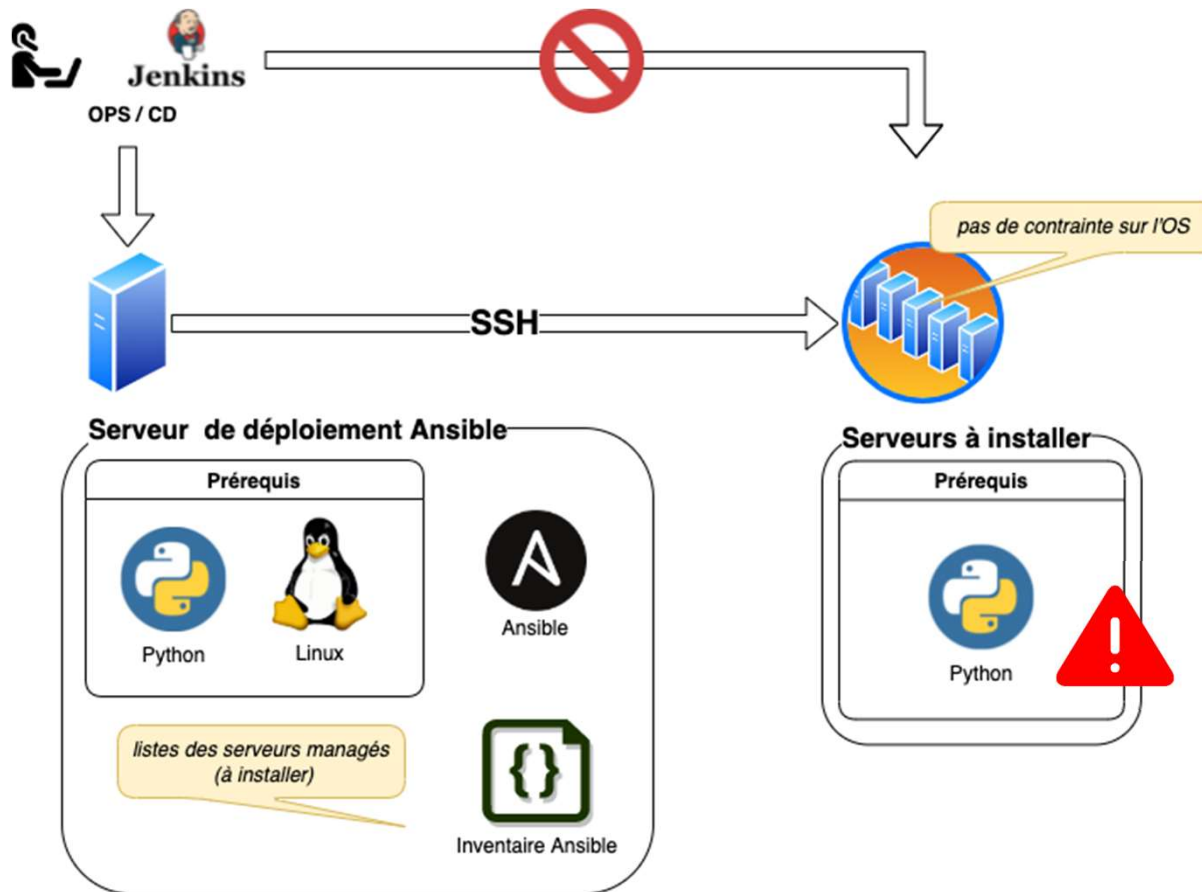 Jenkins
OPS / CD
pas de contrainte sur l'OS
SSH
Serveur de déploiement Ansible
Prérequis
Python
Linux
Ansible
listes des serveurs managés
(à installer)
Inventaire Ansible
Serveurs à installer
Prérequis
Python